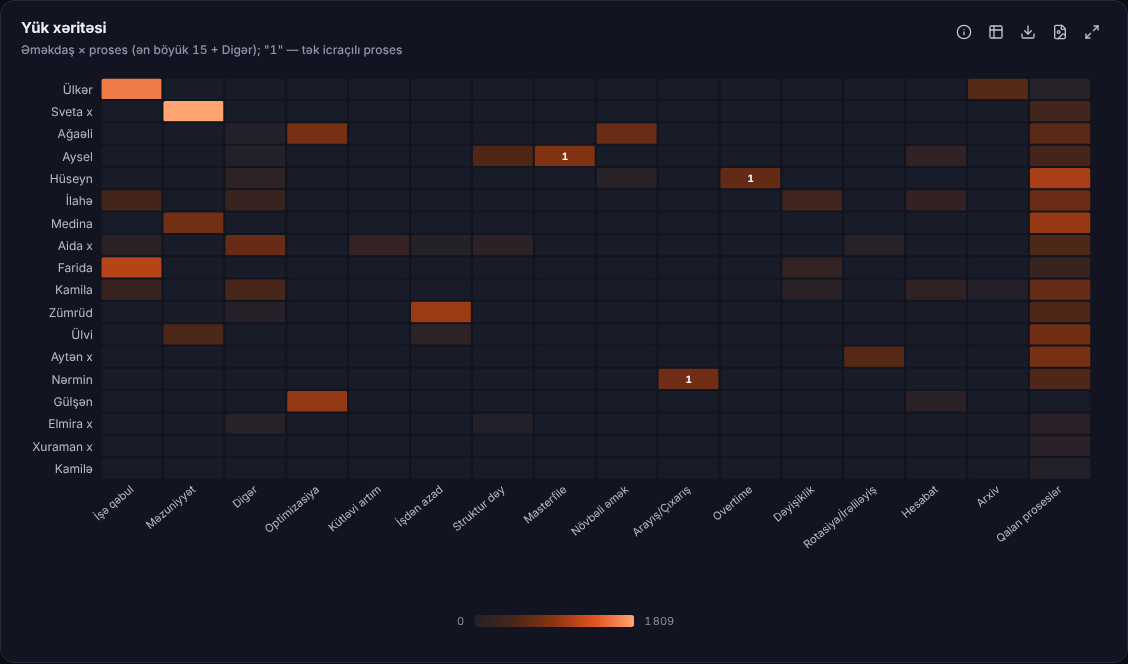 Yük xəritəsi
Əməkdaş × proses (ən böyük 15 + Digər); "1" — tək icraçılı proses
Ülkər
Sveta x
Ağaəli
Aysel 1
Hüseyn 1
İlahə
Medina
Aida x
Farida
Kamila
Zümrüd
Ülvi
Aytən x
Nərmin 1
Gülşən
Elmira x
Xuraman x
Kamilə
İşə qəbul
Məzuniyyət
Digər
Optimizasiya
Kütləvi artım
İşdən azad
Struktur dəy
Masterfile
Növbəli əmək
Arayış/Çıxarış
Overtime
Dəyişiklik
Rotasiya/İrəliləyiş
Hesabat
Arxiv
Qalan proseslər
0 1 809